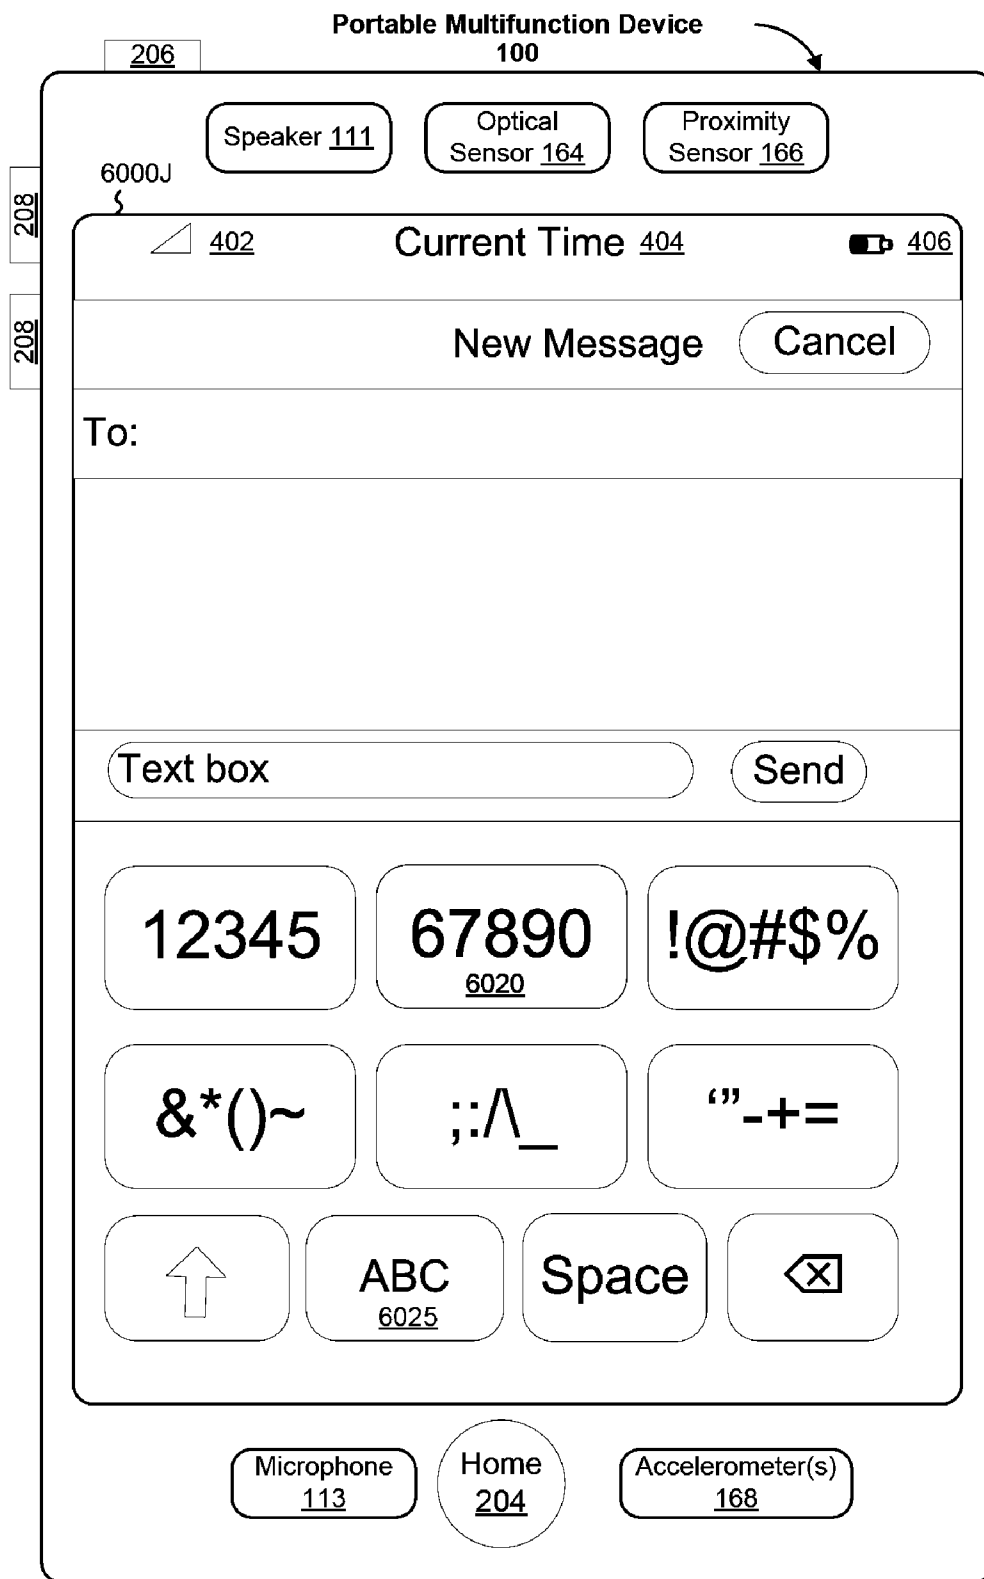 Portable Multifunction Device
100
206
Speaker 111
Optical
Sensor 164
Proximity
Sensor 166
6000J
208
402
Current Time 404
406
208
New Message
Cancel
To:
Text box
Send
12345
67890
6020
!@#$%
&*()~
;:/\_
‘”-+=
ABC
6025
Space
Microphone
113
Home
204
Accelerometer(s)
168